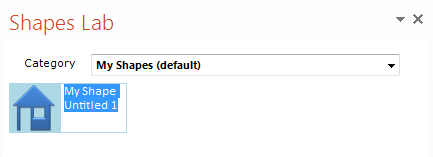 Shapes Lab
Category
My Shapes (default)
My Shape
Untitled 1